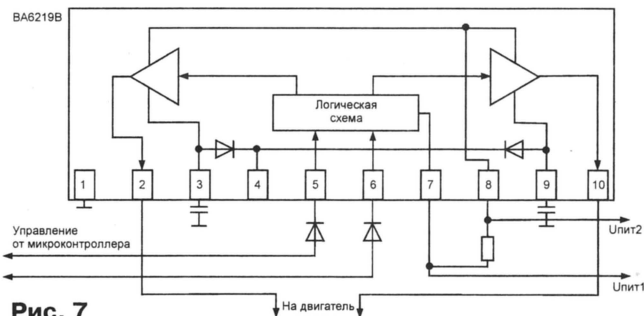 BA6219B
Логическая
схема
1 2 3 4 5 6 7 8 9 10
Управление
от микроконтроллера
Uпит2
Uпит1
На двигатель
Рис. 7